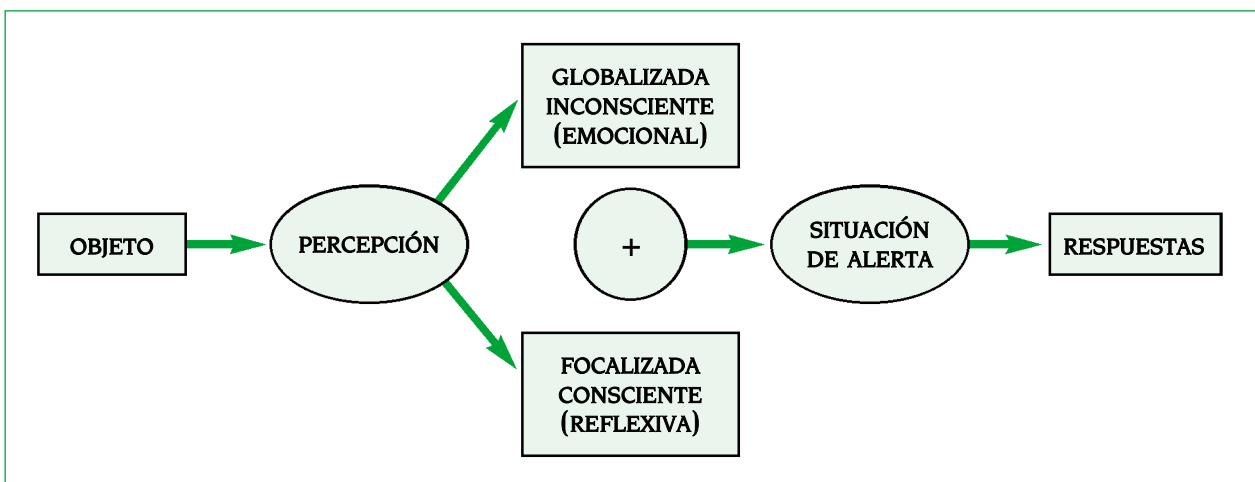 OBJETO
PERCEPCIÓN
GLOBALIZADA
INCONSCIENTE
(EMOCIONAL)
+
FOCALIZADA
CONSCIENTE
(REFLEXIVA)
SITUACIÓN
DE ALERTA
RESPUESTAS